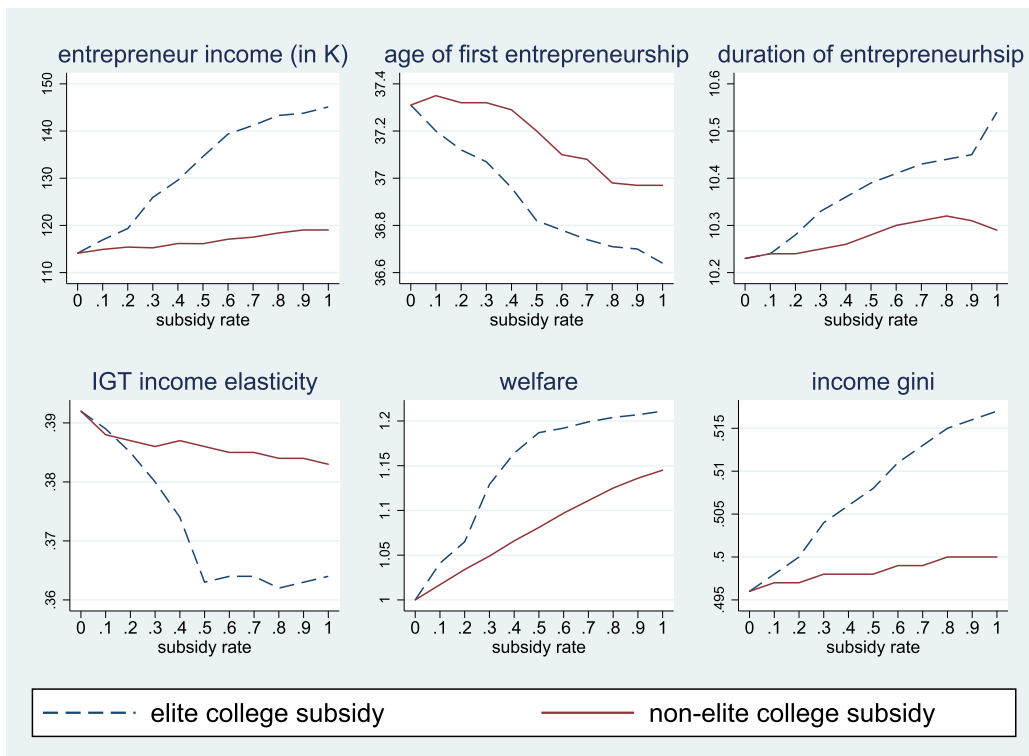 entrepreneur income (in K)
150
140
130
120
110
0 .1 .2 .3 .4 .5 .6 .7 .8 .9 1
subsidy rate
age of first entrepreneurship
37.4
37.2
37
36.8
36.6
0 .1 .2 .3 .4 .5 .6 .7 .8 .9 1
subsidy rate
duration of entrepreneurhsip
10.6
10.5
10.4
10.3
10.2
0 .1 .2 .3 .4 .5 .6 .7 .8 .9 1
subsidy rate
IGT income elasticity
.39
.38
.37
.36
0 .1 .2 .3 .4 .5 .6 .7 .8 .9 1
subsidy rate
welfare
1.2
1.15
1.1
1.05
1
0 .1 .2 .3 .4 .5 .6 .7 .8 .9 1
subsidy rate
income gini
.515
.51
.505
.5
.495
0 .1 .2 .3 .4 .5 .6 .7 .8 .9 1
subsidy rate
elite college subsidy
non-elite college subsidy